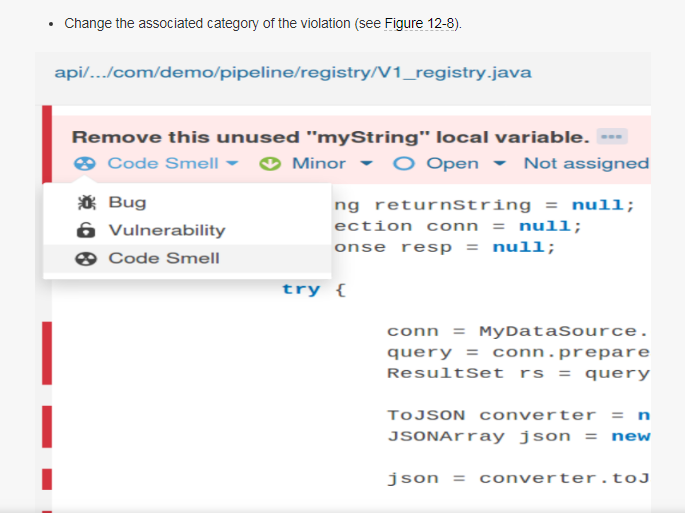 • Change the associated category of the violation (see Figure 12-8).
api/.../com/demo/pipeline/registry/V1_registry.java
Remove this unused "myString" local variable. •••
Code Smell Minor Open Not assigned
Bug
Vulnerability
Code Smell
ng returnString = null;
ection conn = null;
onse resp = null;
try {
conn = MyDataSource.
query = conn.prepare
ResultSet rs = query
ToJSON converter = n
JSONArray json = new
json = converter.toJ